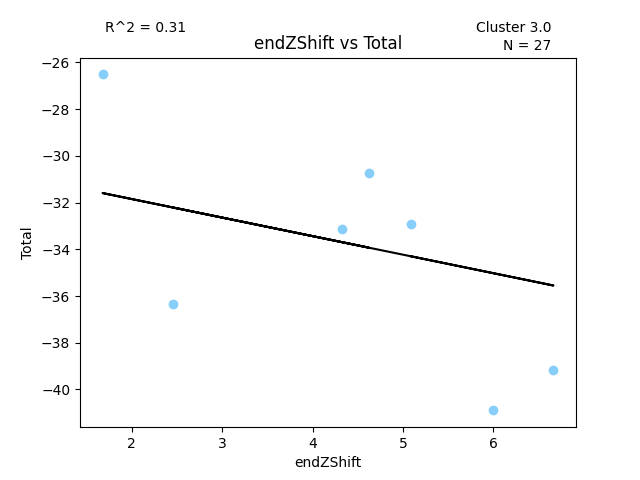 R^2 = 0.31
Cluster 3.0
N = 27
endZShift vs Total
−26
−28
−30
−32
−34
−36
−38
−40
Total
2 3 4 5 6
endZShift